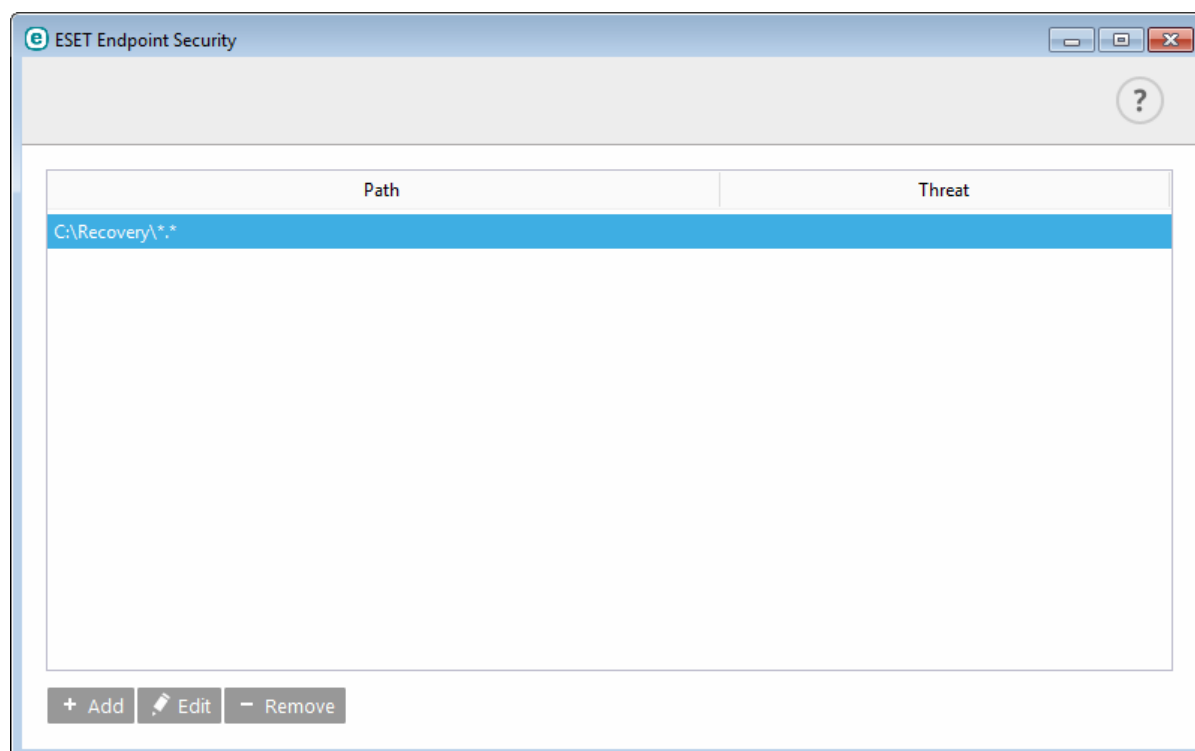 e ESET Endpoint Security
?
Path Threat
C:\Recovery\*.*
+ Add Edit − Remove